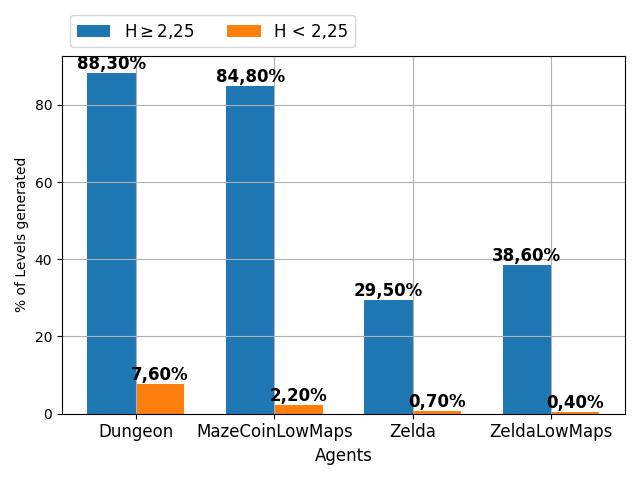 H ≥ 2,25 H < 2,25
88,30% 84,80% 29,50% 38,60%
7,60% 2,20% 0,70% 0,40%
% of Levels generated
80
60
40
20
0
Dungeon MazeCoinLowMaps Zelda ZeldaLowMaps
Agents